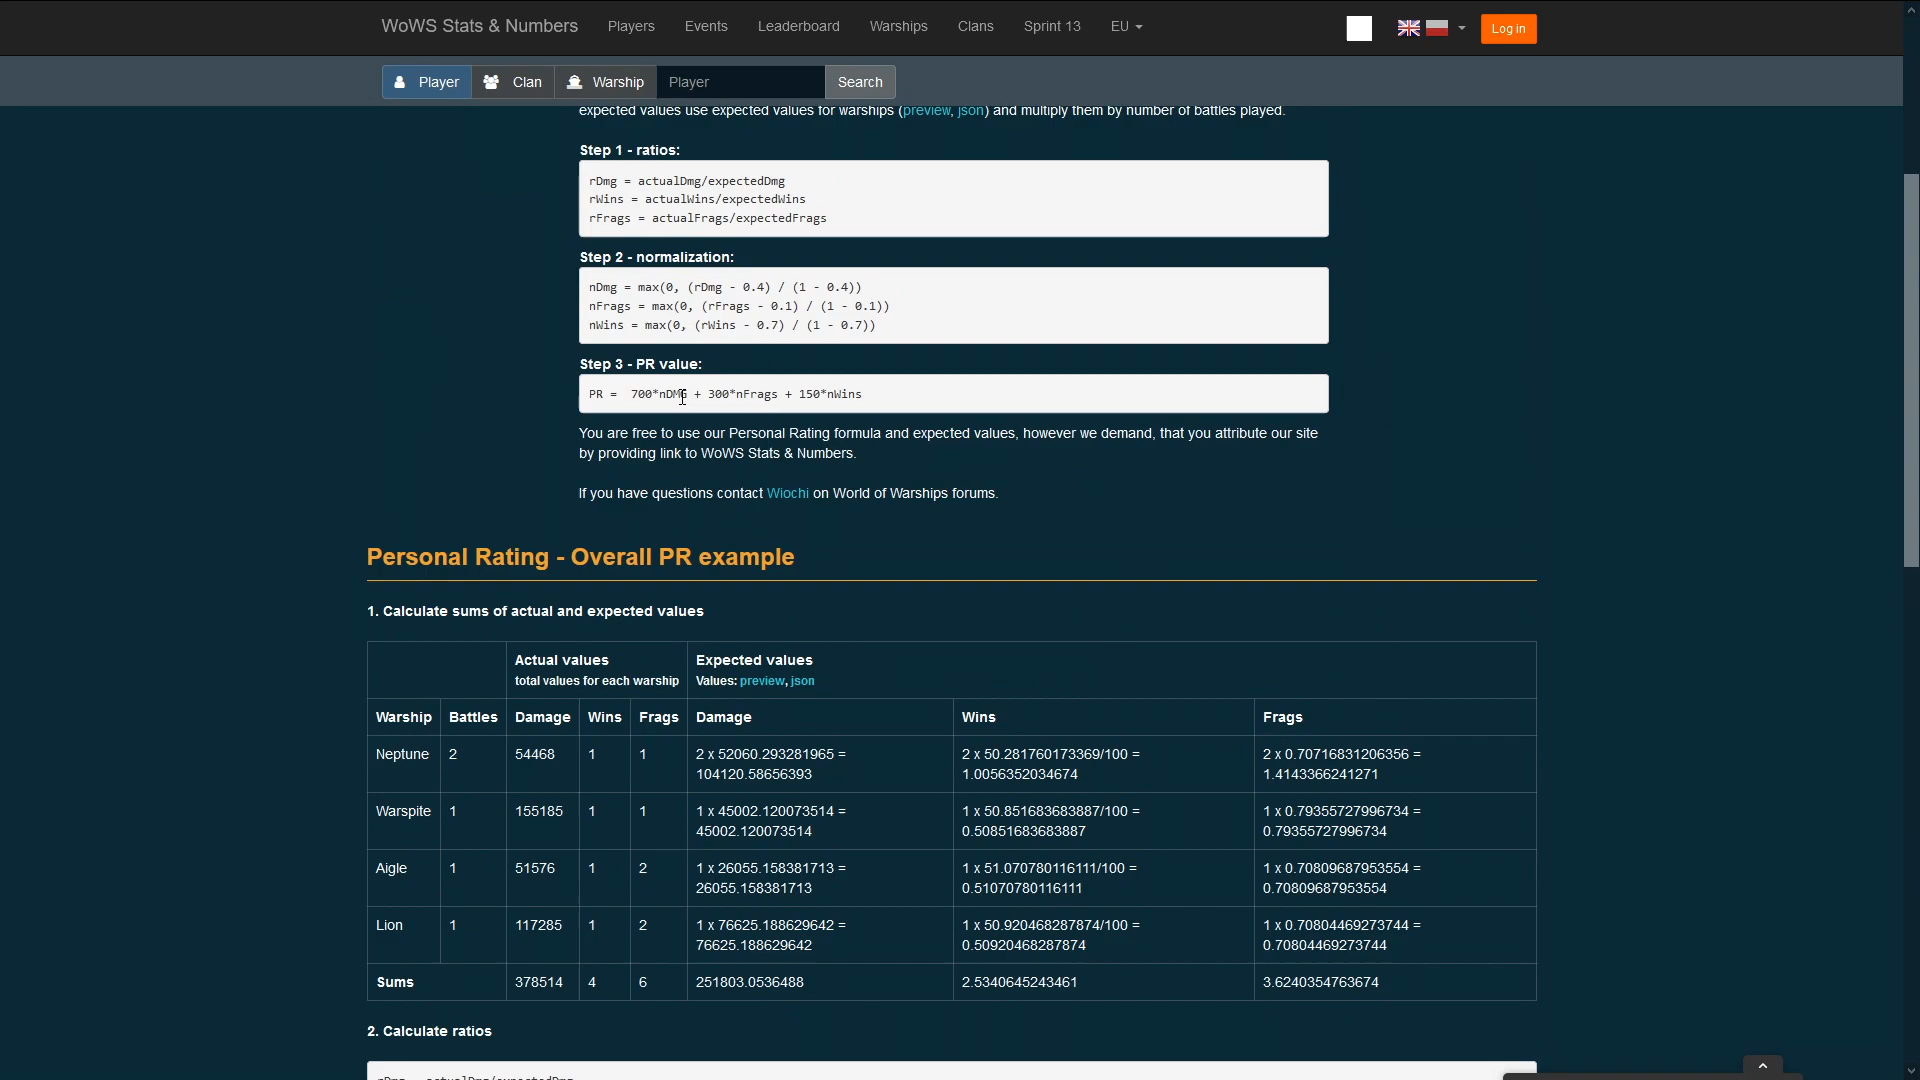 WoWS Stats & Numbers Players Events Leaderboard Warships Clans Sprint 13 EU Log in
Player Clan Warship Player Search
expected values use expected values for warships (preview, json) and multiply them by number of battles played.
Step 1 - ratios:
rDmg = actualDmg/expectedDmg
rWins = actualWins/expectedWins
rFrags = actualFrags/expectedFrags
Step 2 - normalization:
nDmg = max(0, (rDmg - 0.4) / (1 - 0.4))
nFrags = max(0, (rFrags - 0.1) / (1 - 0.1))
nWins = max(0, (rWins - 0.7) / (1 - 0.7))
Step 3 - PR value:
PR = 700*nDMG + 300*nFrags + 150*nWins
You are free to use our Personal Rating formula and expected values, however we demand, that you attribute our site
by providing link to WoWS Stats & Numbers.
If you have questions contact Wiochi on World of Warships forums.
Personal Rating - Overall PR example
1. Calculate sums of actual and expected values
Actual values Expected values
total values for each warship Values: preview, json
Warship Battles Damage Wins Frags Damage Wins Frags
Neptune 2 54468 1 1 2 x 52060.293281965 = 2 x 50.281760173369/100 = 2 x 0.70716831206356 =
104120.58656393 1.0056352034674 1.4143366241271
Warspite 1 155185 1 1 1 x 45002.120073514 = 1 x 50.851683683887/100 = 1 x 0.79355727996734 =
45002.120073514 0.50851683683887 0.79355727996734
Aigle 1 51576 1 2 1 x 26055.158381713 = 1 x 51.070780116111/100 = 1 x 0.70809687953554 =
26055.158381713 0.51070780116111 0.70809687953554
Lion 1 117285 1 2 1 x 76625.188629642 = 1 x 50.920468287874/100 = 1 x 0.70804469273744 =
76625.188629642 0.50920468287874 0.70804469273744
Sums 378514 4 6 251803.0536488 2.5340645243461 3.6240354763674
2. Calculate ratios
rDmg = actualDmg/expectedDmg